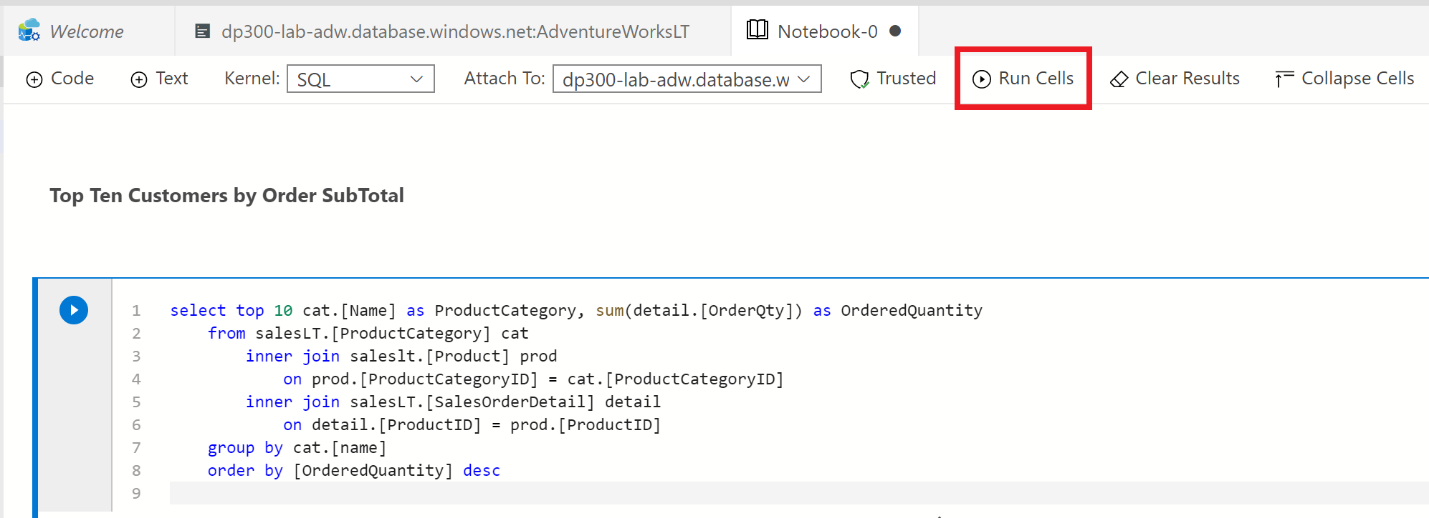 Welcome dp300-lab-adw.database.windows.net:AdventureWorksLT Notebook-0
Code Text Kernel: SQL Attach To: dp300-lab-adw.database.w Trusted Run Cells Clear Results Collapse Cells
Top Ten Customers by Order SubTotal
1 select top 10 cat.[Name] as ProductCategory, sum(detail.[OrderQty]) as OrderedQuantity
2 from salesLT.[ProductCategory] cat
3 inner join saleslt.[Product] prod
4 on prod.[ProductCategoryID] = cat.[ProductCategoryID]
5 inner join salesLT.[SalesOrderDetail] detail
6 on detail.[ProductID] = prod.[ProductID]
7 group by cat.[name]
8 order by [OrderedQuantity] desc
9